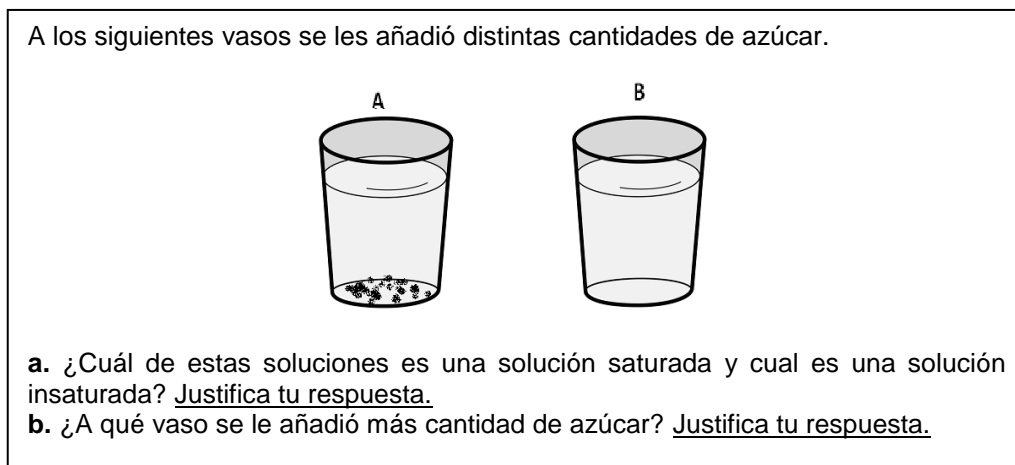 A los siguientes vasos se les añadió distintas cantidades de azúcar.
A
B
a. ¿Cuál de estas soluciones es una solución saturada y cual es una solución
insaturada? Justifica tu respuesta.
b. ¿A qué vaso se le añadió más cantidad de azúcar? Justifica tu respuesta.